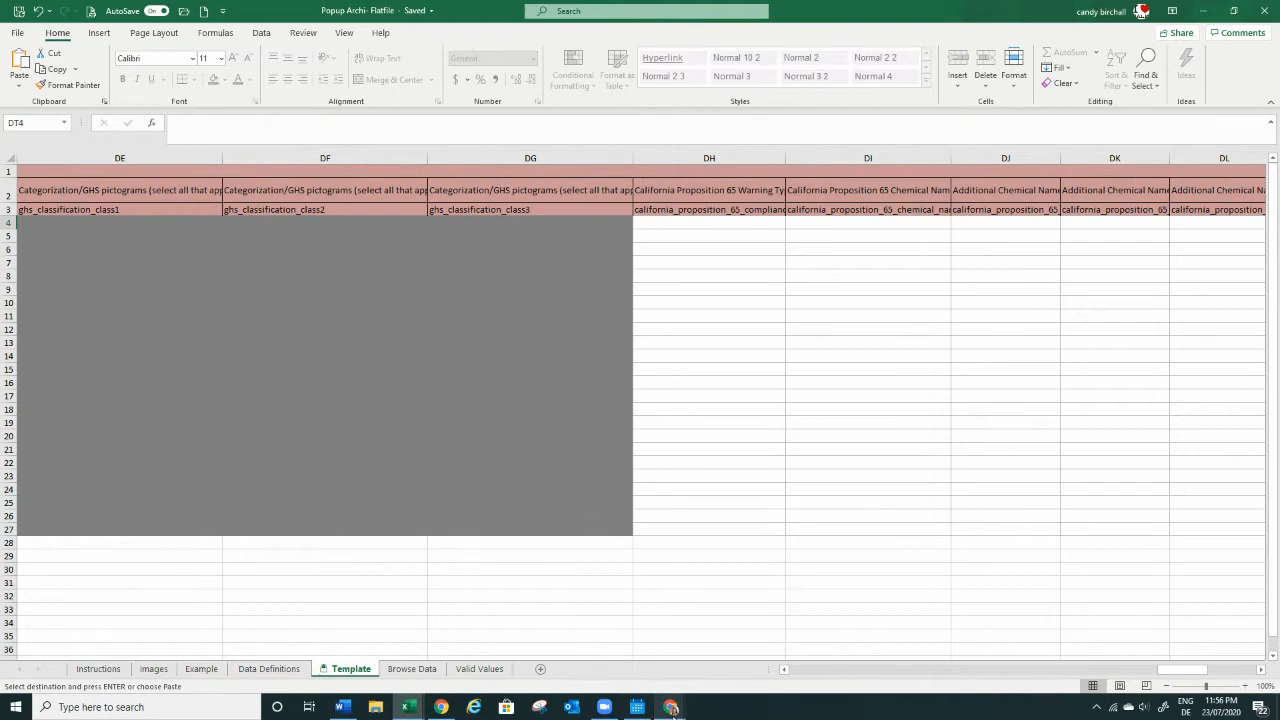 AutoSave On Popup Archi- Flatfile - Saved Search candy birchall
File Home Insert Page Layout Formulas Data Review View Help Share Comments
Paste Cut Copy Format Painter Clipboard
Calibri 11 B I U Font
Wrap Text Merge & Center Alignment
General $ % Number
Conditional Formatting Format as Table
Hyperlink Normal 10 2 Normal 2 Normal 2 2
Normal 2 3 Normal 3 Normal 3 2 Normal 4
Styles
Insert Delete Format Cells
AutoSum Fill Clear Sort & Filter Find & Select Editing
Ideas Ideas
DT4 fx
DE DF DG DH DI DJ DK DL
1
2 Categorization/GHS pictograms (select all that app Categorization/GHS pictograms (select all that app Categorization/GHS pictograms (select all that app California Proposition 65 Warning Ty California Proposition 65 Chemical Nam Additional Chemical Name Additional Chemical Name Additional Chemical Na
3 ghs_classification_class1 ghs_classification_class2 ghs_classification_class3 california_proposition_65_complianc california_proposition_65_chemical_na california_proposition_65_ california_proposition_65 california_proposition_
4
5
6
7
8
9
10
11
12
13
14
15
16
17
18
19
20
21
22
23
24
25
26
27
28
29
30
31
32
33
34
35
36
Instructions Images Example Data Definitions Template Browse Data Valid Values
Select destination and press ENTER or choose Paste 100%
Type here to search ENG 11:56 PM
DE 23/07/2020 22